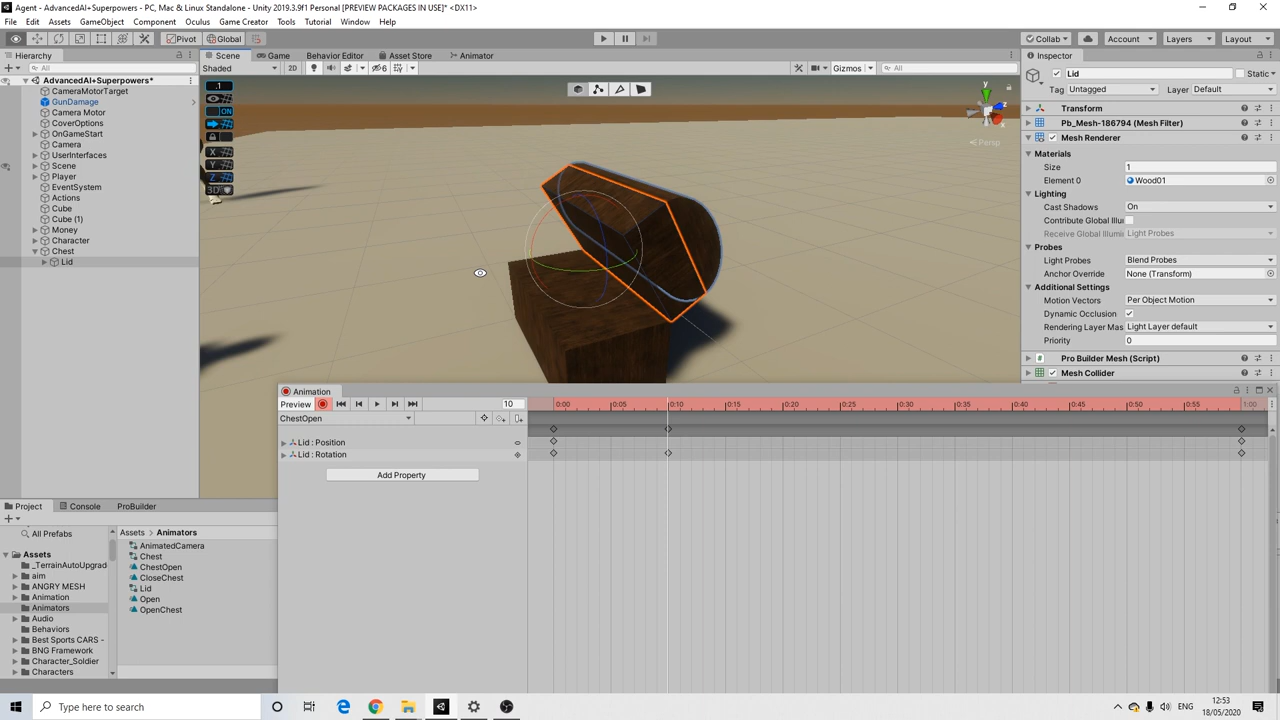 Agent - AdvancedAI+Superpowers - PC, Mac & Linux Standalone - Unity 2019.3.9f1 Personal [PREVIEW PACKAGES IN USE]* <DX11>
File Edit Assets GameObject Component Oculus Game Creator Tools Tutorial Window Help
Pivot Global Collab Account Layers Layout
Hierarchy Scene Game Behavior Editor Asset Store Animator Inspector
All Shaded 2D 6 Gizmos All Lid Static
AdvancedAI+Superpowers* Tag Untagged Layer Default
CameraMotorTarget
GunDamage
Camera Motor
CoverOptions
OnGameStart
Camera
UserInterfaces
Scene
Player
EventSystem
Actions
Cube
Cube (1)
Money
Character
Chest
Lid
.1
ON
X
Y
Z
3D
y
z
x
Persp
Transform
Pb_Mesh-186794 (Mesh Filter)
Mesh Renderer
Materials
Size 1
Element 0 Wood01
Lighting
Cast Shadows On
Contribute Global Illu
Receive Global Illumin Light Probes
Probes
Light Probes Blend Probes
Anchor Override None (Transform)
Additional Settings
Motion Vectors Per Object Motion
Dynamic Occlusion
Rendering Layer Mas Light Layer default
Priority 0
Pro Builder Mesh (Script)
Mesh Collider
Animation
Preview 10 0:00 0:05 0:10 0:15 0:20 0:25 0:30 0:35 0:40 0:45 0:50 0:55 1:00
ChestOpen
Lid : Position
Lid : Rotation
Add Property
Project Console ProBuilder
All Prefabs
Assets
_TerrainAutoUpgrad
aim
ANGRY MESH
Animation
Animators
Audio
Behaviors
Best Sports CARS -
BNG Framework
Character_Soldier
Characters
Assets > Animators
AnimatedCamera
Chest
ChestOpen
CloseChest
Lid
Open
OpenChest
Type here to search
ENG
12:53
18/05/2020